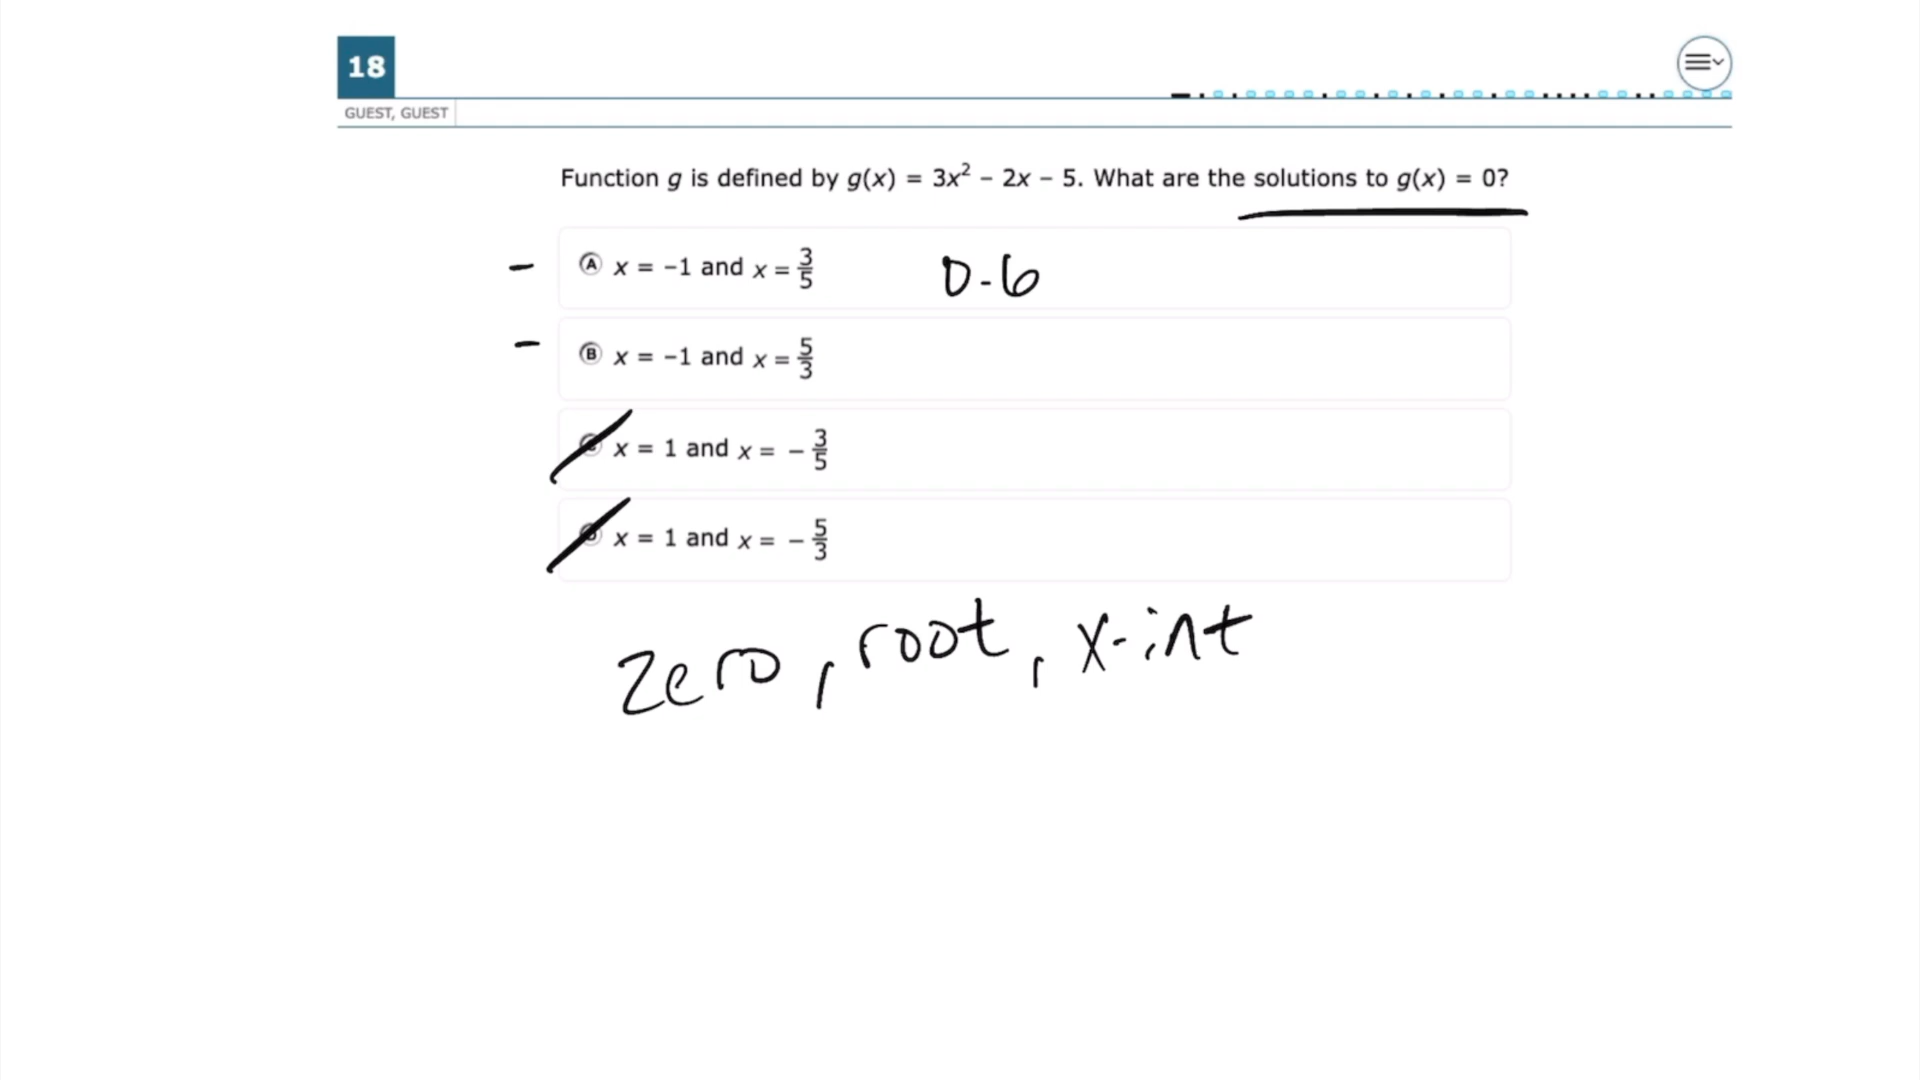 18
GUEST, GUEST
Function g is defined by g(x) = 3x² − 2x − 5. What are the solutions to g(x) = 0?
- A x = −1 and x = 3/5 0.6
- B x = −1 and x = 5/3
x = 1 and x = − 3/5
x = 1 and x = − 5/3
zero, root, x-int